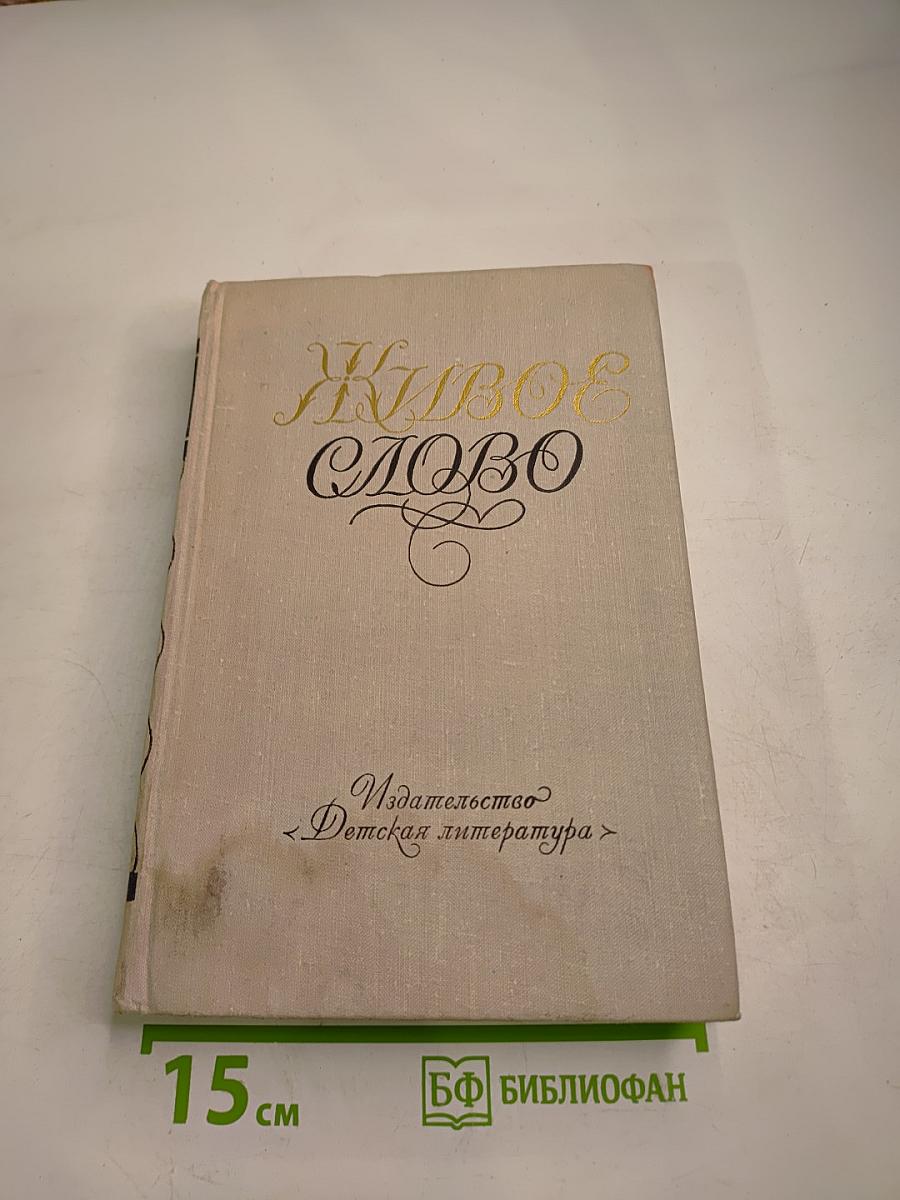 Живое
слово
Издательство
<Детская литература>
15 см
БФ БИБЛИОФАН